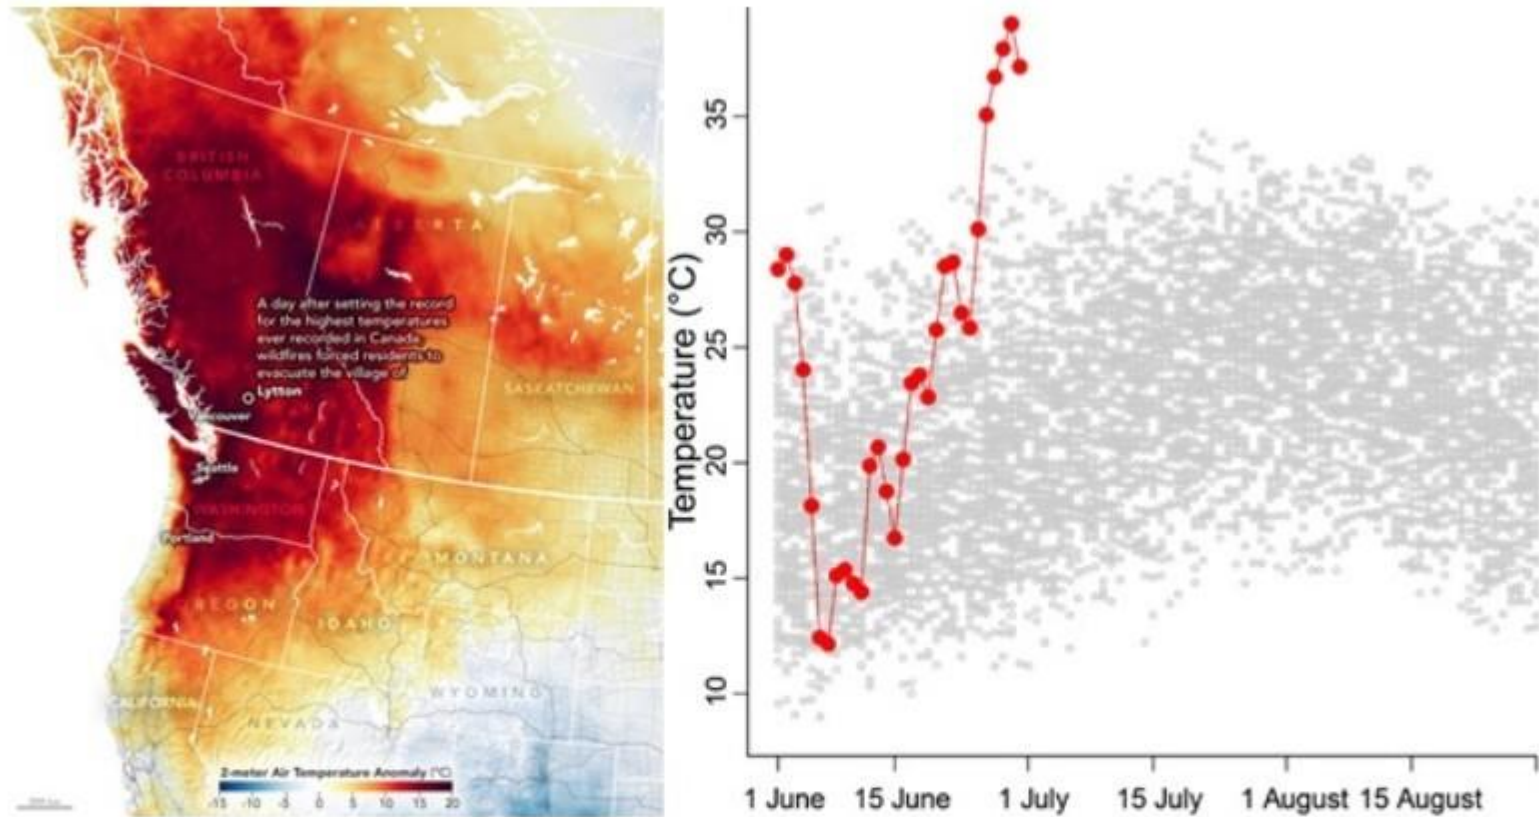 BRITISH
COLUMBIA
ALBERTA
A day after setting the record
for the highest temperatures
ever recorded in Canada,
wildfires forced residents to
evacuate the village of
Lytton
SASKATCHEWAN
Vancouver
Seattle
WASHINGTON
Portland
MONTANA
OREGON
IDAHO
WYOMING
CALIFORNIA
NEVADA
2-meter Air Temperature Anomaly (°C)
-15 -10 -5 0 5 10 15 20
Temperature (°C)
35
30
25
20
15
10
1 June 15 June 1 July 15 July 1 August 15 August